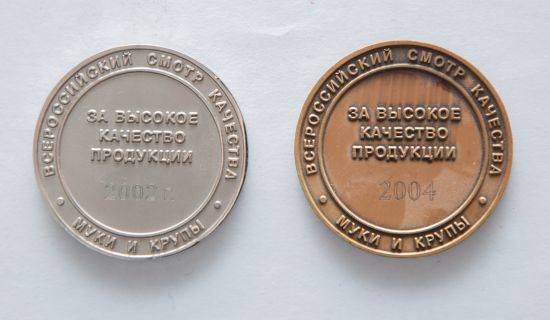 ВСЕРОССИЙСКИЙ СМОТР КАЧЕСТВА
ЗА ВЫСОКОЕ
КАЧЕСТВО
ПРОДУКЦИИ
2002 г.
• МУКИ И КРУПЫ •
ВСЕРОССИЙСКИЙ СМОТР КАЧЕСТВА
ЗА ВЫСОКОЕ
КАЧЕСТВО
ПРОДУКЦИИ
2004
• МУКИ И КРУПЫ •